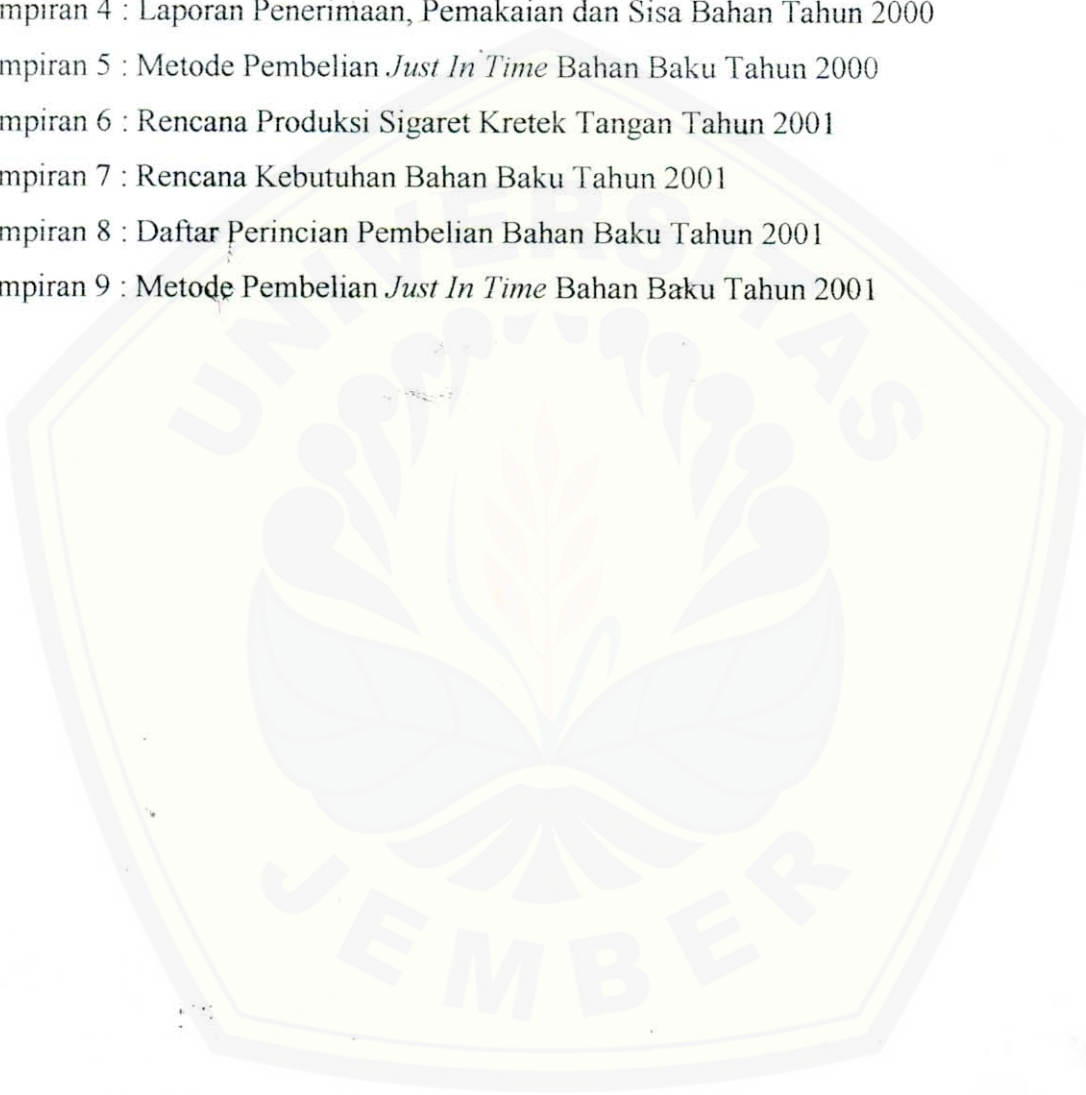 mpiran 4 : Laporan Penerimaan, Pemakaian dan Sisa Bahan Tahun 2000
mpiran 5 : Metode Pembelian Just In Time Bahan Baku Tahun 2000
mpiran 6 : Rencana Produksi Sigaret Kretek Tangan Tahun 2001
mpiran 7 : Rencana Kebutuhan Bahan Baku Tahun 2001
mpiran 8 : Daftar Perincian Pembelian Bahan Baku Tahun 2001
mpiran 9 : Metode Pembelian Just In Time Bahan Baku Tahun 2001
UNIVERSITAS
JEMBER